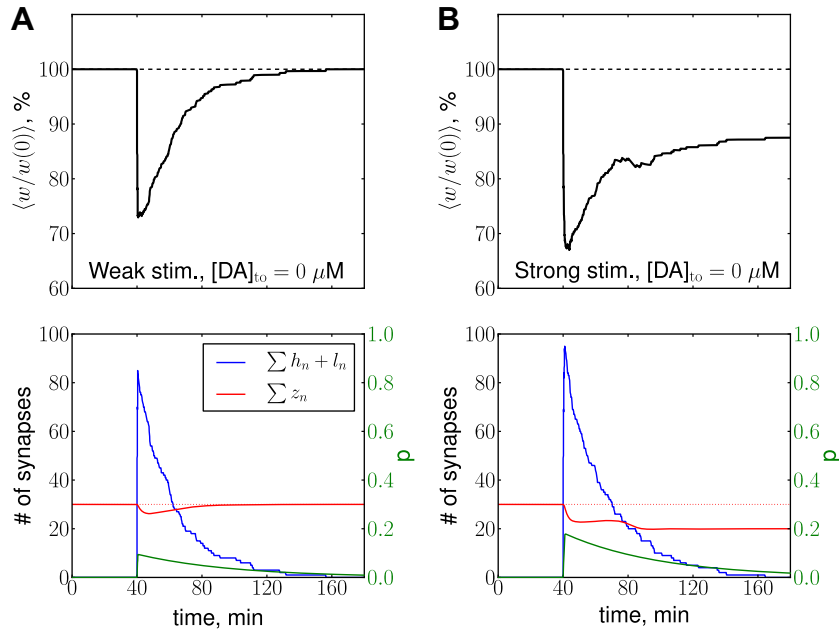 A
B
100
90
80
70
60
⟨w/w(0)⟩, %
Weak stim., [DA]to = 0 μM
100
90
80
70
60
⟨w/w(0)⟩, %
Strong stim., [DA]to = 0 μM
100
80
60
40
20
0
# of synapses
∑ hn + ln
∑ zn
1.0
0.8
0.6
0.4
0.2
0.0
p
0 40 80 120 160
time, min
100
80
60
40
20
0
# of synapses
1.0
0.8
0.6
0.4
0.2
0.0
p
0 40 80 120 160
time, min